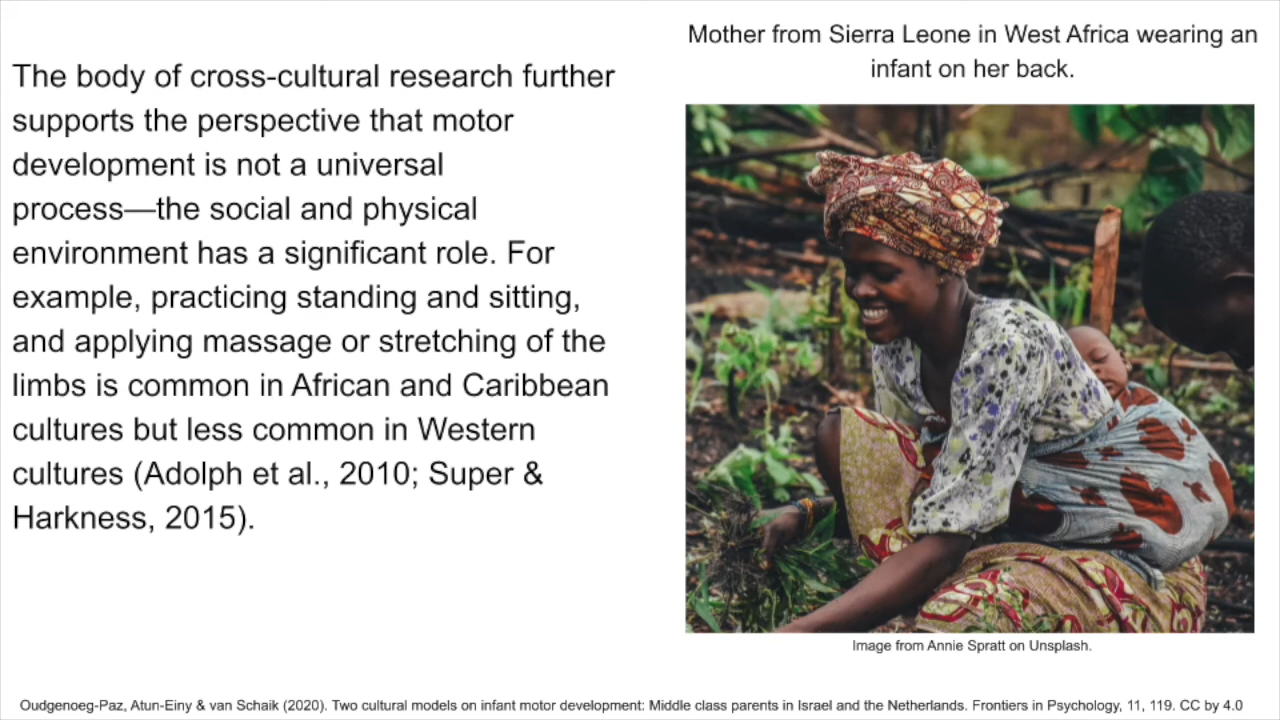 The body of cross-cultural research further
supports the perspective that motor
development is not a universal
process—the social and physical
environment has a significant role. For
example, practicing standing and sitting,
and applying massage or stretching of the
limbs is common in African and Caribbean
cultures but less common in Western
cultures (Adolph et al., 2010; Super &
Harkness, 2015).
Mother from Sierra Leone in West Africa wearing an
infant on her back.
Image from Annie Spratt on Unsplash.
Oudgenoeg-Paz, Atun-Einy & van Schaik (2020). Two cultural models on infant motor development: Middle class parents in Israel and the Netherlands. Frontiers in Psychology, 11, 119. CC by 4.0